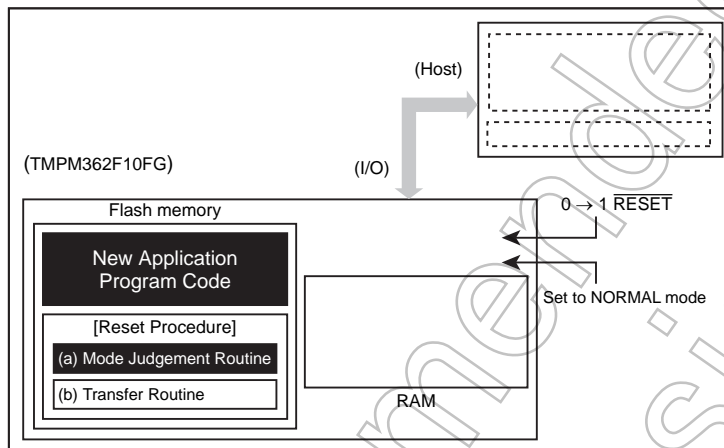 (Host)
(TMPM362F10FG)
(I/O)
Flash memory
0 → 1 RESET
New Application
Program Code
Set to NORMAL mode
[Reset Procedure]
(a) Mode Judgement Routine
(b) Transfer Routine
RAM